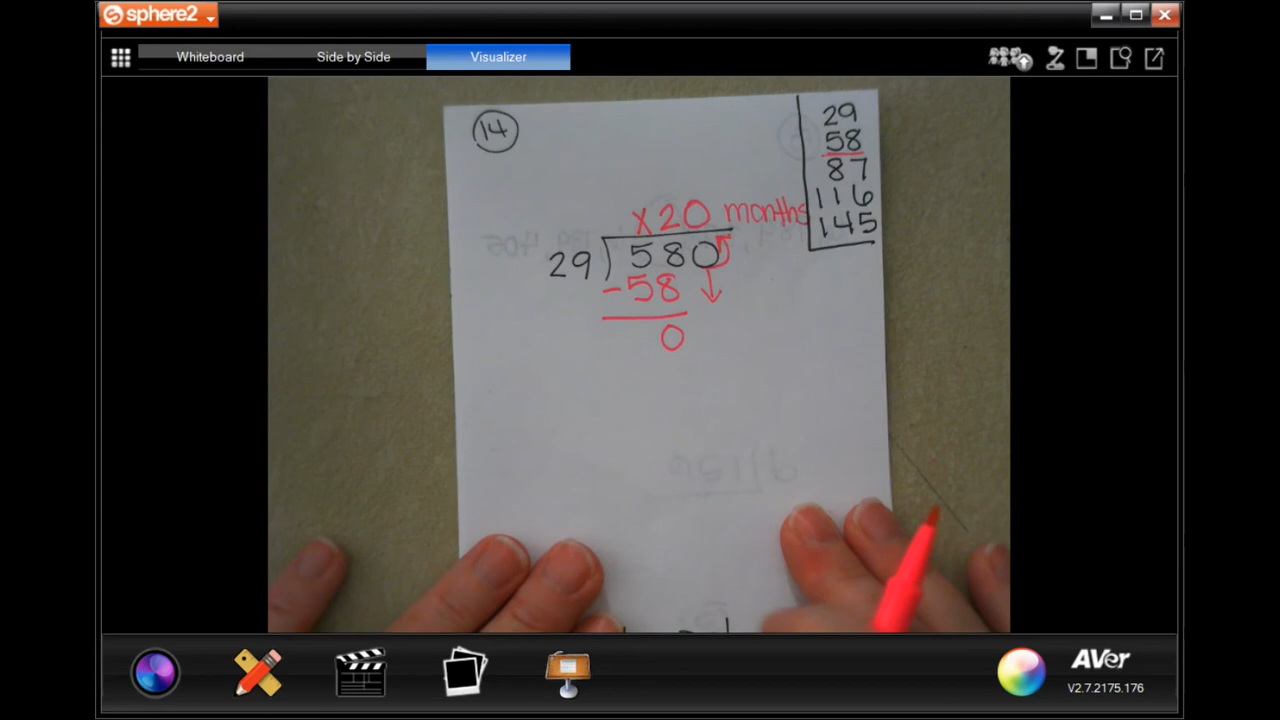 sphere2
Whiteboard Side by Side Visualizer
14
29
58
87
116
145
x20 months
29)580
-58
0
AVer
V2.7.2175.176